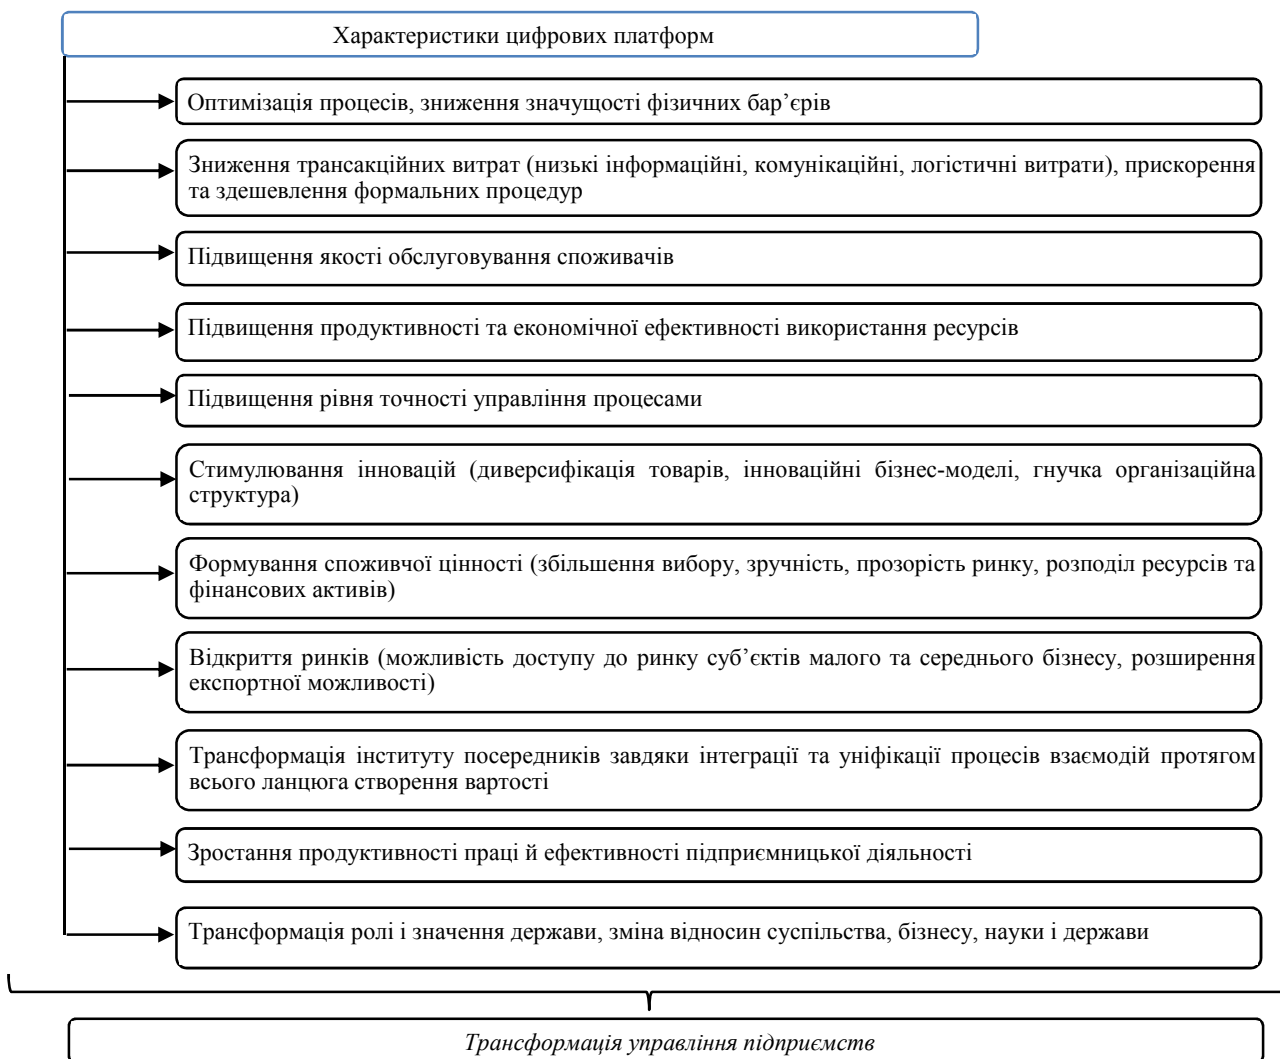 Характеристики цифрових платформ
Оптимізація процесів, зниження значущості фізичних бар’єрів
Зниження трансакційних витрат (низькі інформаційні, комунікаційні, логістичні витрати), прискорення
та здешевлення формальних процедур
Підвищення якості обслуговування споживачів
Підвищення продуктивності та економічної ефективності використання ресурсів
Підвищення рівня точності управління процесами
Стимулювання інновацій (диверсифікація товарів, інноваційні бізнес-моделі, гнучка організаційна
структура)
Формування споживчої цінності (збільшення вибору, зручність, прозорість ринку, розподіл ресурсів та
фінансових активів)
Відкриття ринків (можливість доступу до ринку суб’єктів малого та середнього бізнесу, розширення
експортної можливості)
Трансформація інституту посередників завдяки інтеграції та уніфікації процесів взаємодій протягом
всього ланцюга створення вартості
Зростання продуктивності праці й ефективності підприємницької діяльності
Трансформація ролі і значення держави, зміна відносин суспільства, бізнесу, науки і держави
Трансформація управління підприємств